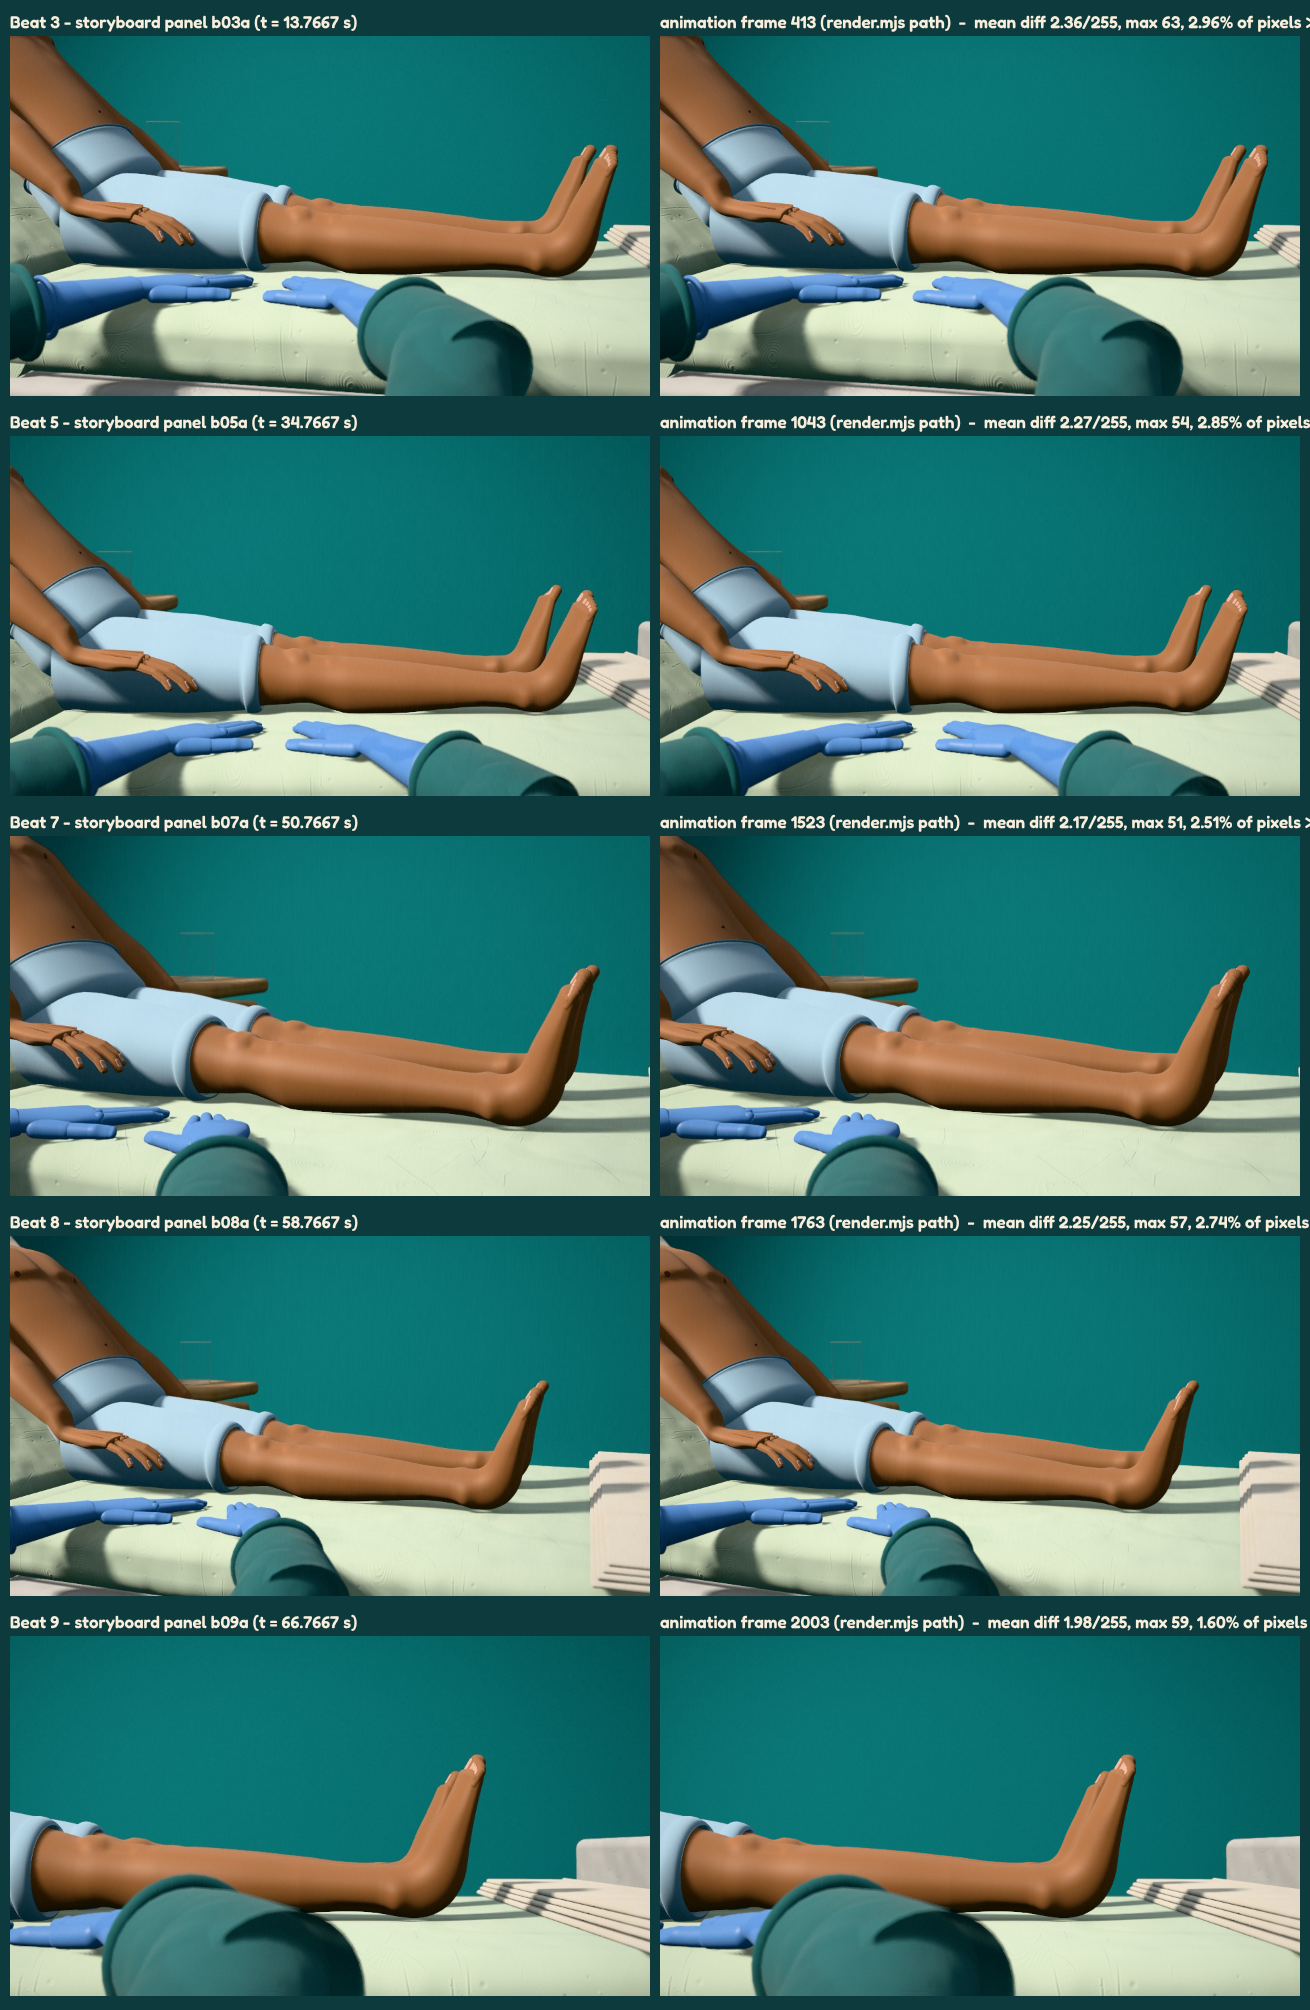 Beat 3 - storyboard panel b03a (t = 13.7667 s)
animation frame 413 (render.mjs path) - mean diff 2.36/255, max 63, 2.96% of pixels >
Beat 5 - storyboard panel b05a (t = 34.7667 s)
animation frame 1043 (render.mjs path) - mean diff 2.27/255, max 54, 2.85% of pixels
Beat 7 - storyboard panel b07a (t = 50.7667 s)
animation frame 1523 (render.mjs path) - mean diff 2.17/255, max 51, 2.51% of pixels >
Beat 8 - storyboard panel b08a (t = 58.7667 s)
animation frame 1763 (render.mjs path) - mean diff 2.25/255, max 57, 2.74% of pixels
Beat 9 - storyboard panel b09a (t = 66.7667 s)
animation frame 2003 (render.mjs path) - mean diff 1.98/255, max 59, 1.60% of pixels